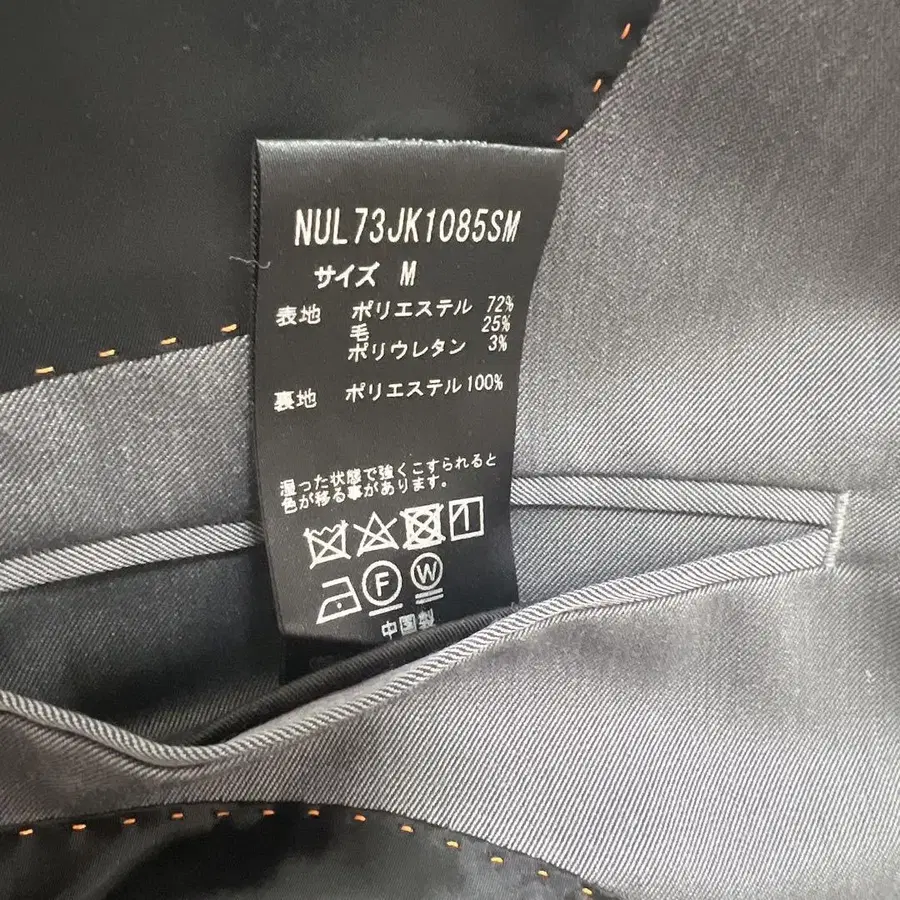 NUL73JK1085SM
サイズ M
表地 ポリエステル 72%
毛 25%
ポリウレタン 3%
裏地 ポリエステル 100%
湿った状態で強くこすられると
色が移る事があります。
F W
中国